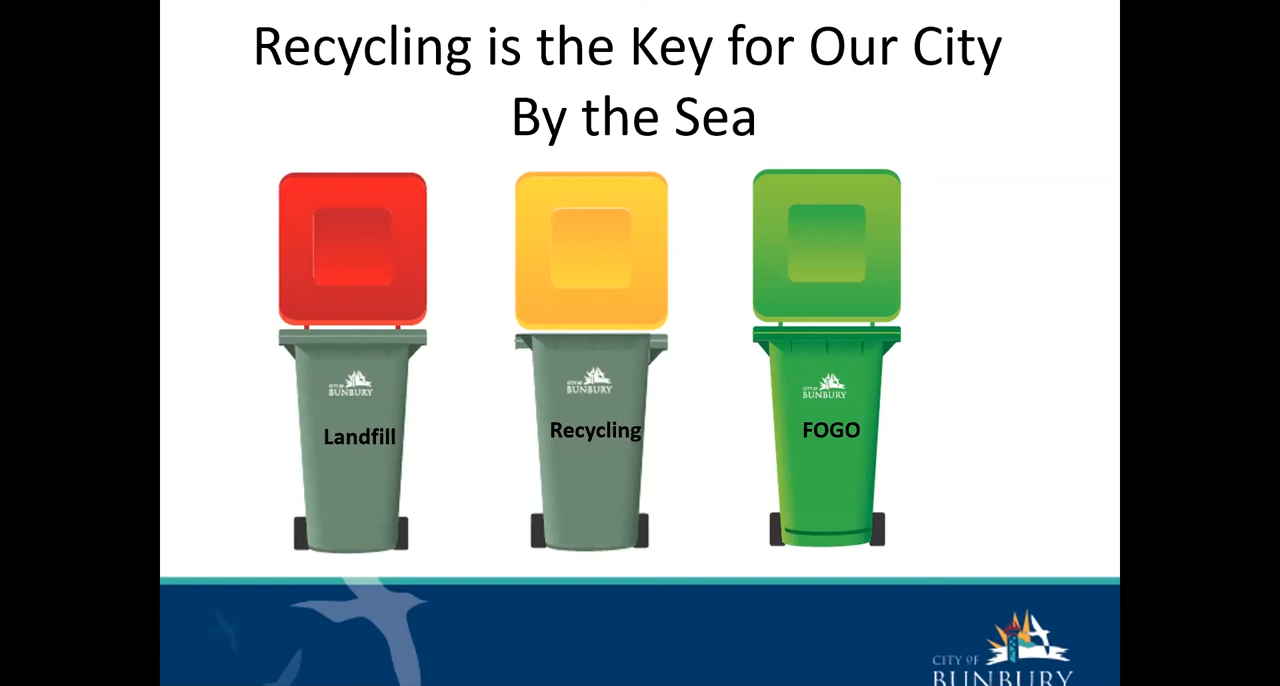 Recycling is the Key for Our City
By the Sea
CITY OF
BUNBURY
CITY OF
BUNBURY
CITY OF
BUNBURY
Landfill
Recycling
FOGO
CITY OF
BUNBURY